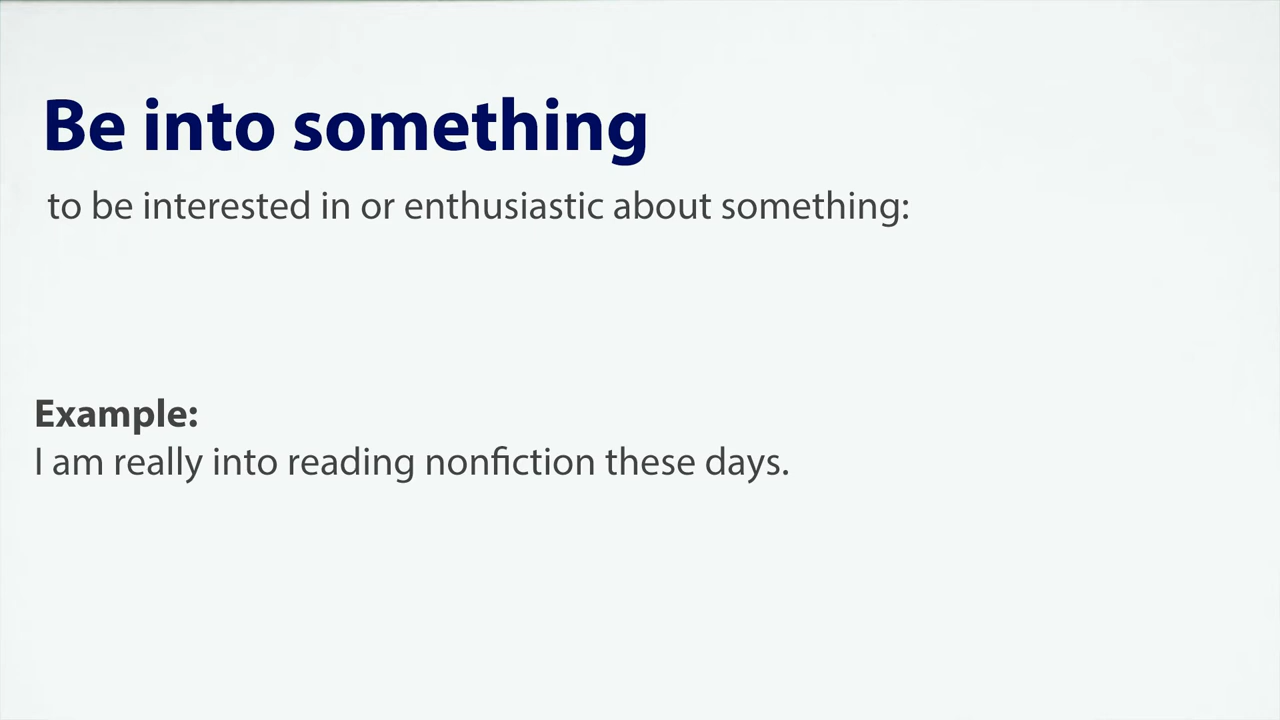 Be into something
to be interested in or enthusiastic about something:
Example:
I am really into reading nonfiction these days.